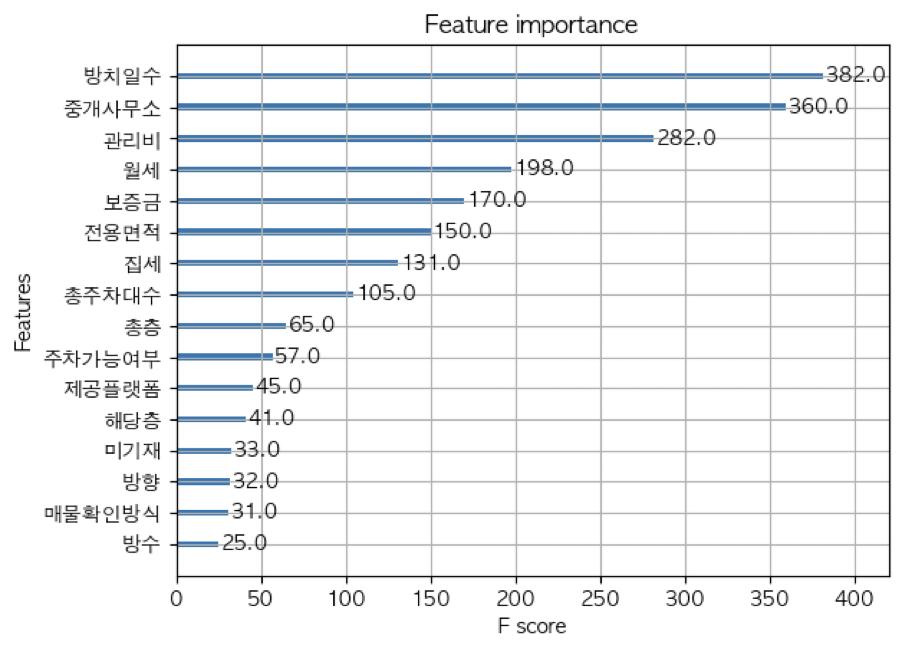 Feature importance
방치일수 382.0
중개사무소 360.0
관리비 282.0
월세 198.0
보증금 170.0
전용면적 150.0
집세 131.0
총주차대수 105.0
총층 65.0
주차가능여부 57.0
제공플랫폼 45.0
해당층 41.0
미기재 33.0
방향 32.0
매물확인방식 31.0
방수 25.0
Features
0 50 100 150 200 250 300 350 400
F score